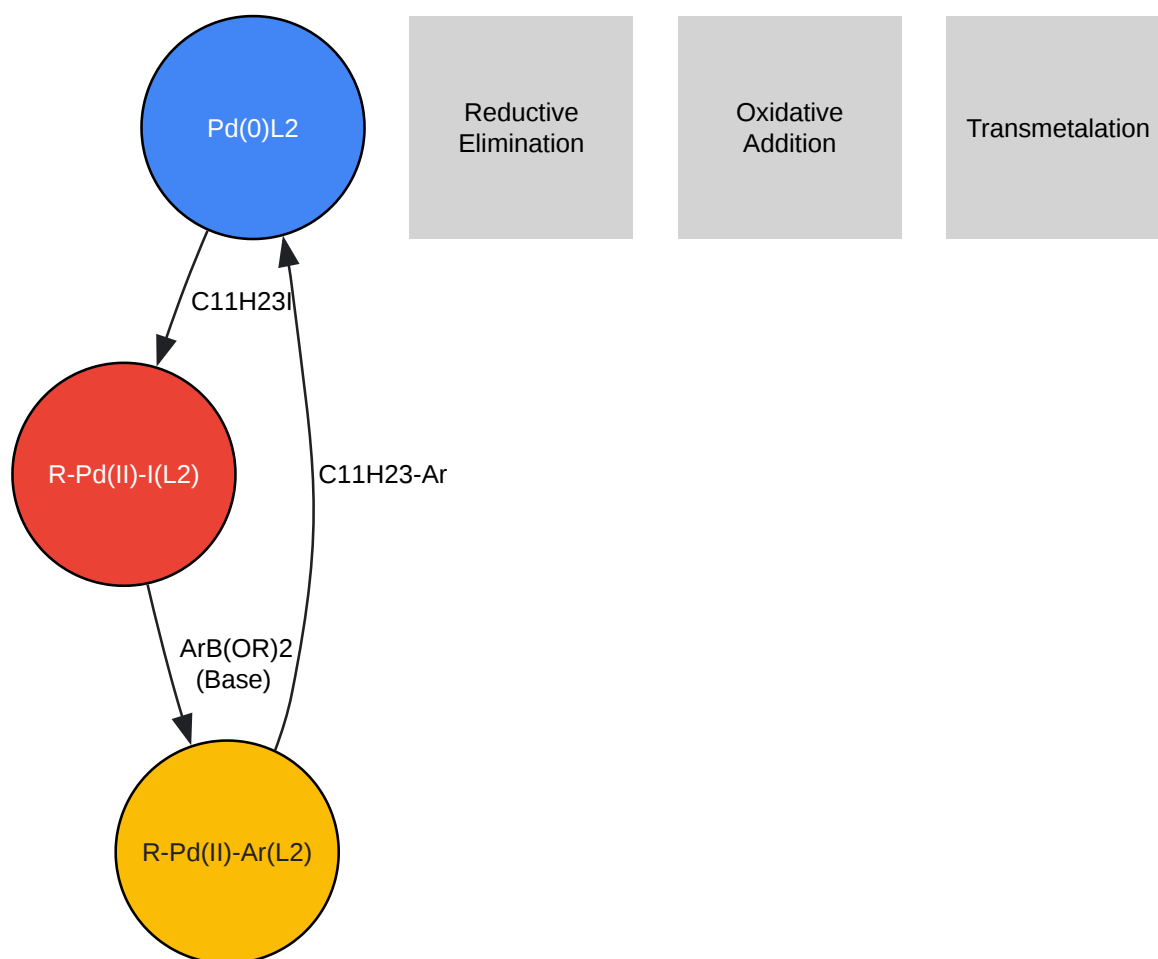 Pd(0)L2
Reductive
Elimination
Oxidative
Addition
Transmetalation
C11H23I
R-Pd(II)-I(L2)
C11H23-Ar
ArB(OR)2
(Base)
R-Pd(II)-Ar(L2)